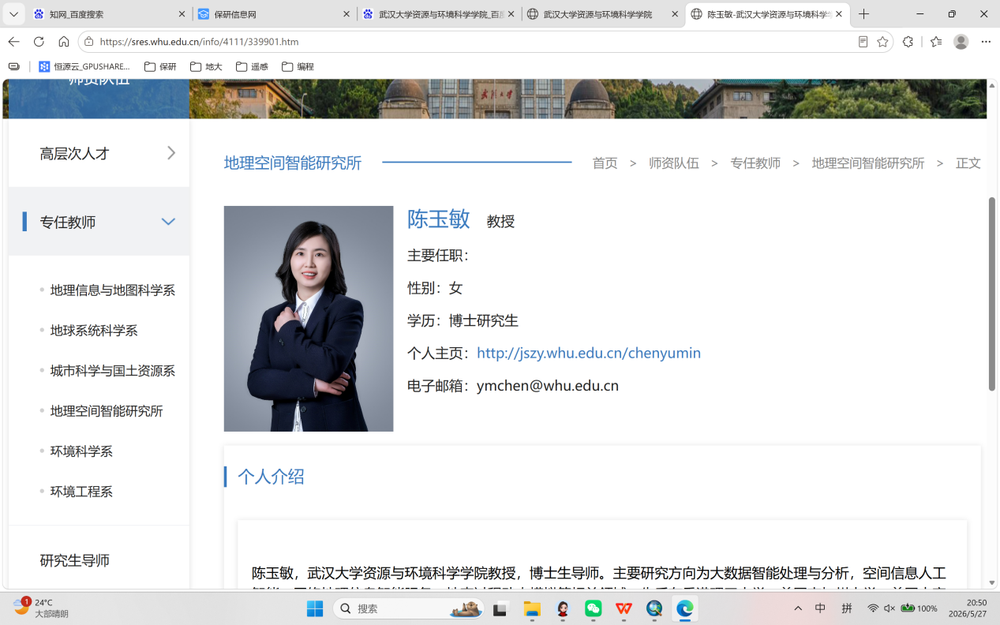 知网_百度搜索
保研信息网
武汉大学资源与环境科学学院_百度
武汉大学资源与环境科学学院
陈玉敏-武汉大学资源与环境科学学
https://sres.whu.edu.cn/info/4111/339901.htm
恒源云_GPUSHARE...
保研
地大
遥感
编程
师资队伍
武汉大学
高层次人才
专任教师
地理信息与地图科学系
地球系统科学系
城市科学与国土资源系
地理空间智能研究所
环境科学系
环境工程系
研究生导师
地理空间智能研究所
首页 > 师资队伍 > 专任教师 > 地理空间智能研究所 > 正文
陈玉敏 教授
主要任职：
性别：女
学历：博士研究生
个人主页：http://jszy.whu.edu.cn/chenyumin
电子邮箱：ymchen@whu.edu.cn
个人介绍
陈玉敏，武汉大学资源与环境科学学院教授，博士生导师。主要研究方向为大数据智能处理与分析，空间信息人工
1
24°C
大部晴朗
搜索
中
拼
100%
20:50
2026/5/27